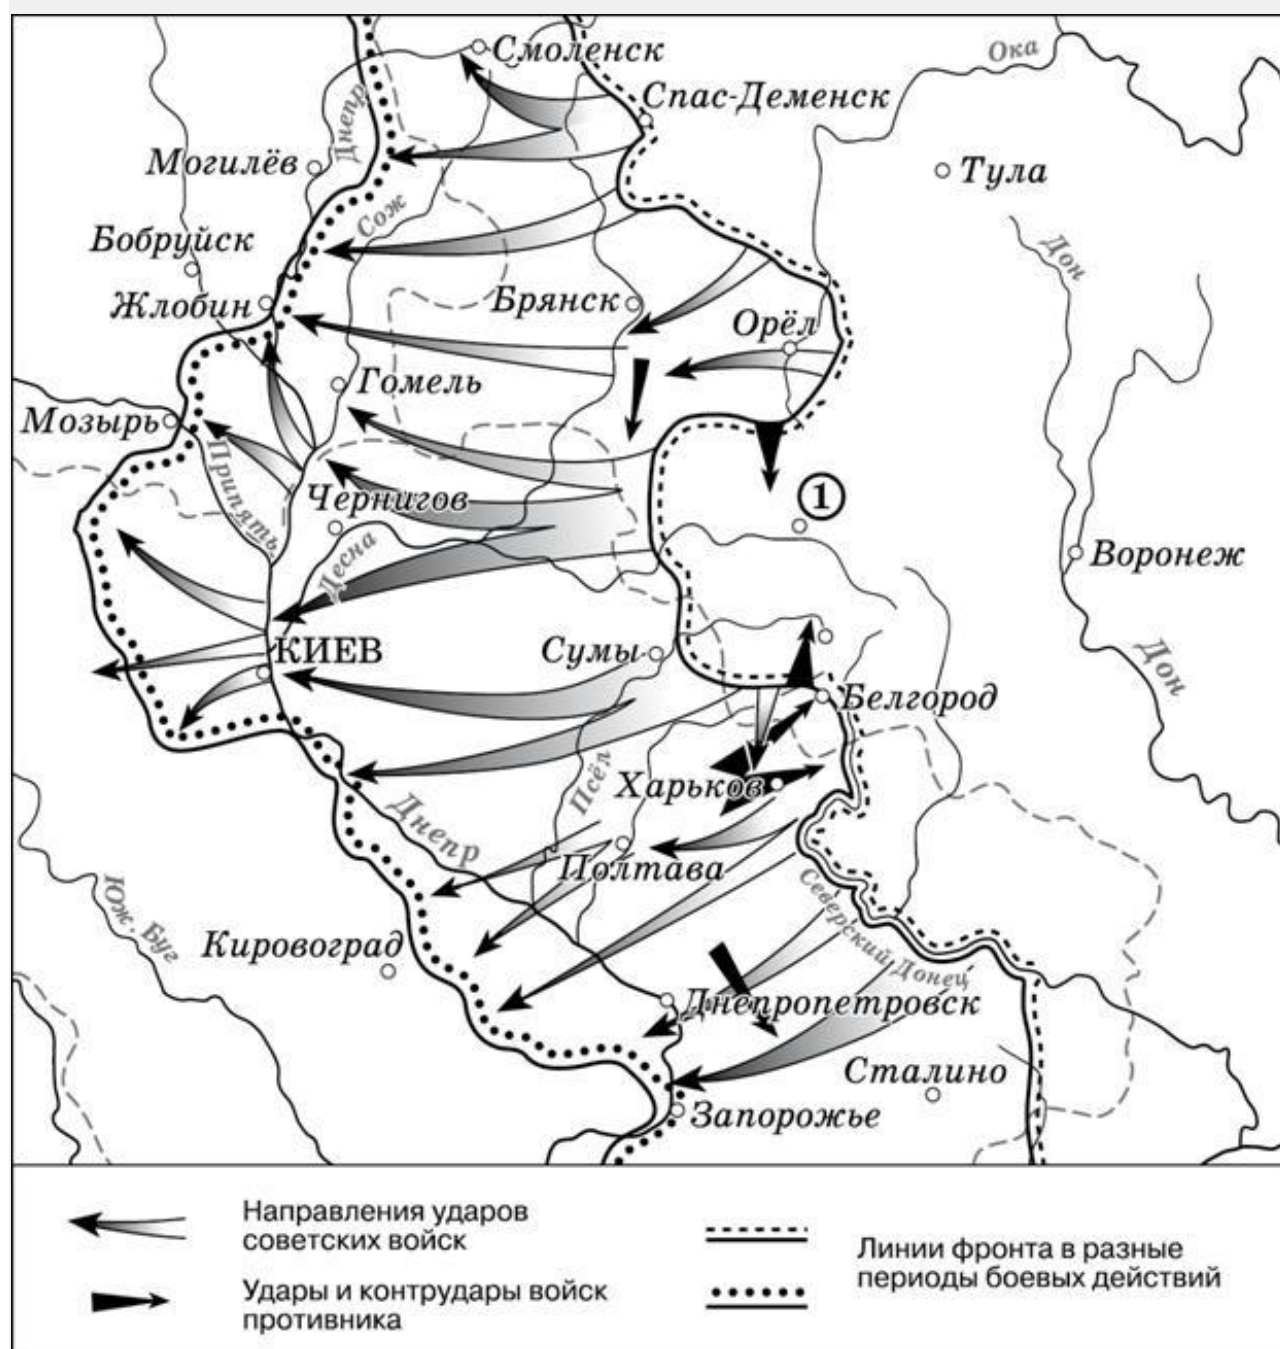 Смоленск
Ока
Спас-Деменск
Днепр
Могилёв
Тула
Сож
Бобруйск
Дон
Жлобин
Брянск
Орёл
Гомель
Мозырь
Припять
Чернигов
1
Десна
Воронеж
КИЕВ
Сумы
Дон
Белгород
Псёл
Харьков
Днепр
Полтава
Юж. Буг
Северский Донец
Кировоград
Днепропетровск
Сталино
Запорожье
Направления ударов
советских войск
Удары и контрудары войск
противника
Линии фронта в разные
периоды боевых действий